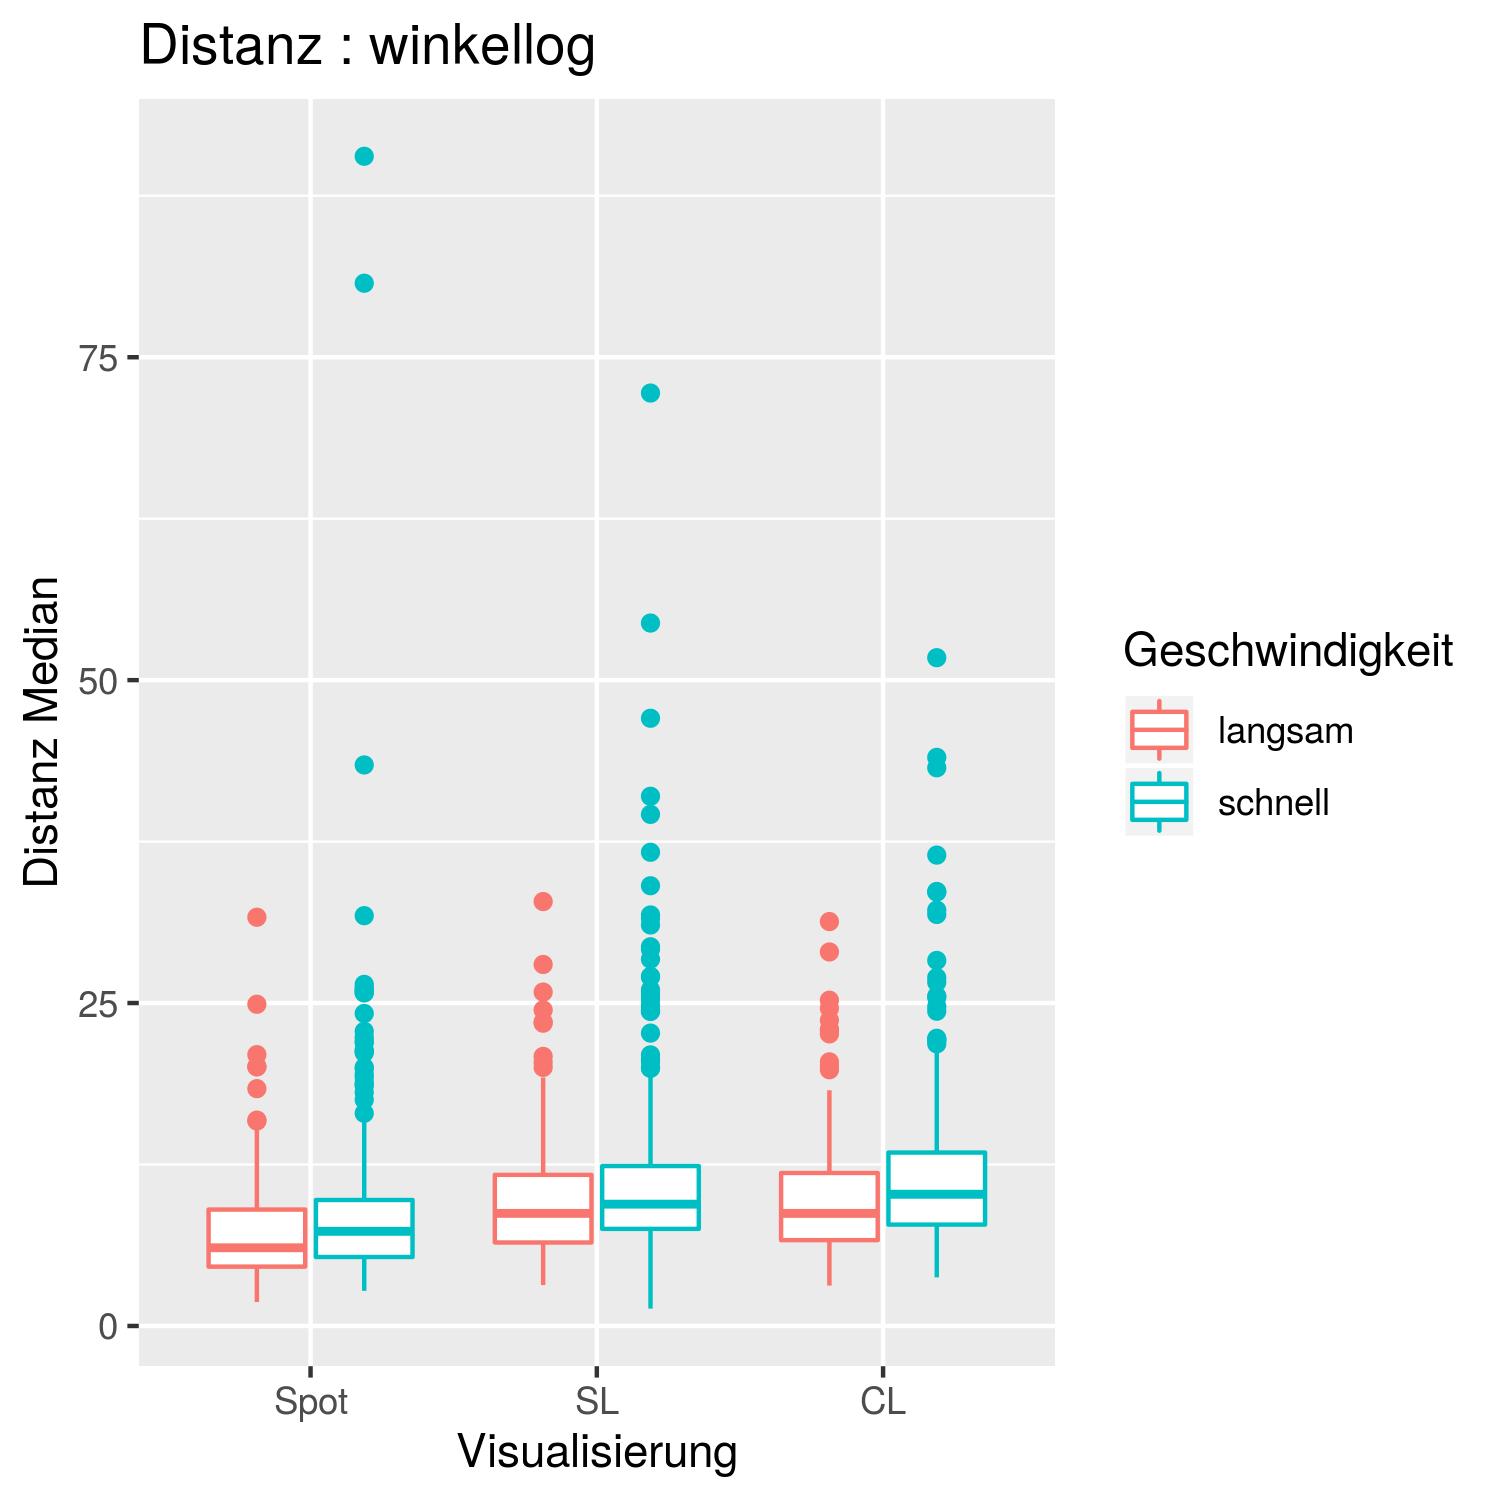 Distanz : winkellog
Distanz Median
75
50
25
0
Spot SL CL
Visualisierung
Geschwindigkeit
langsam
schnell